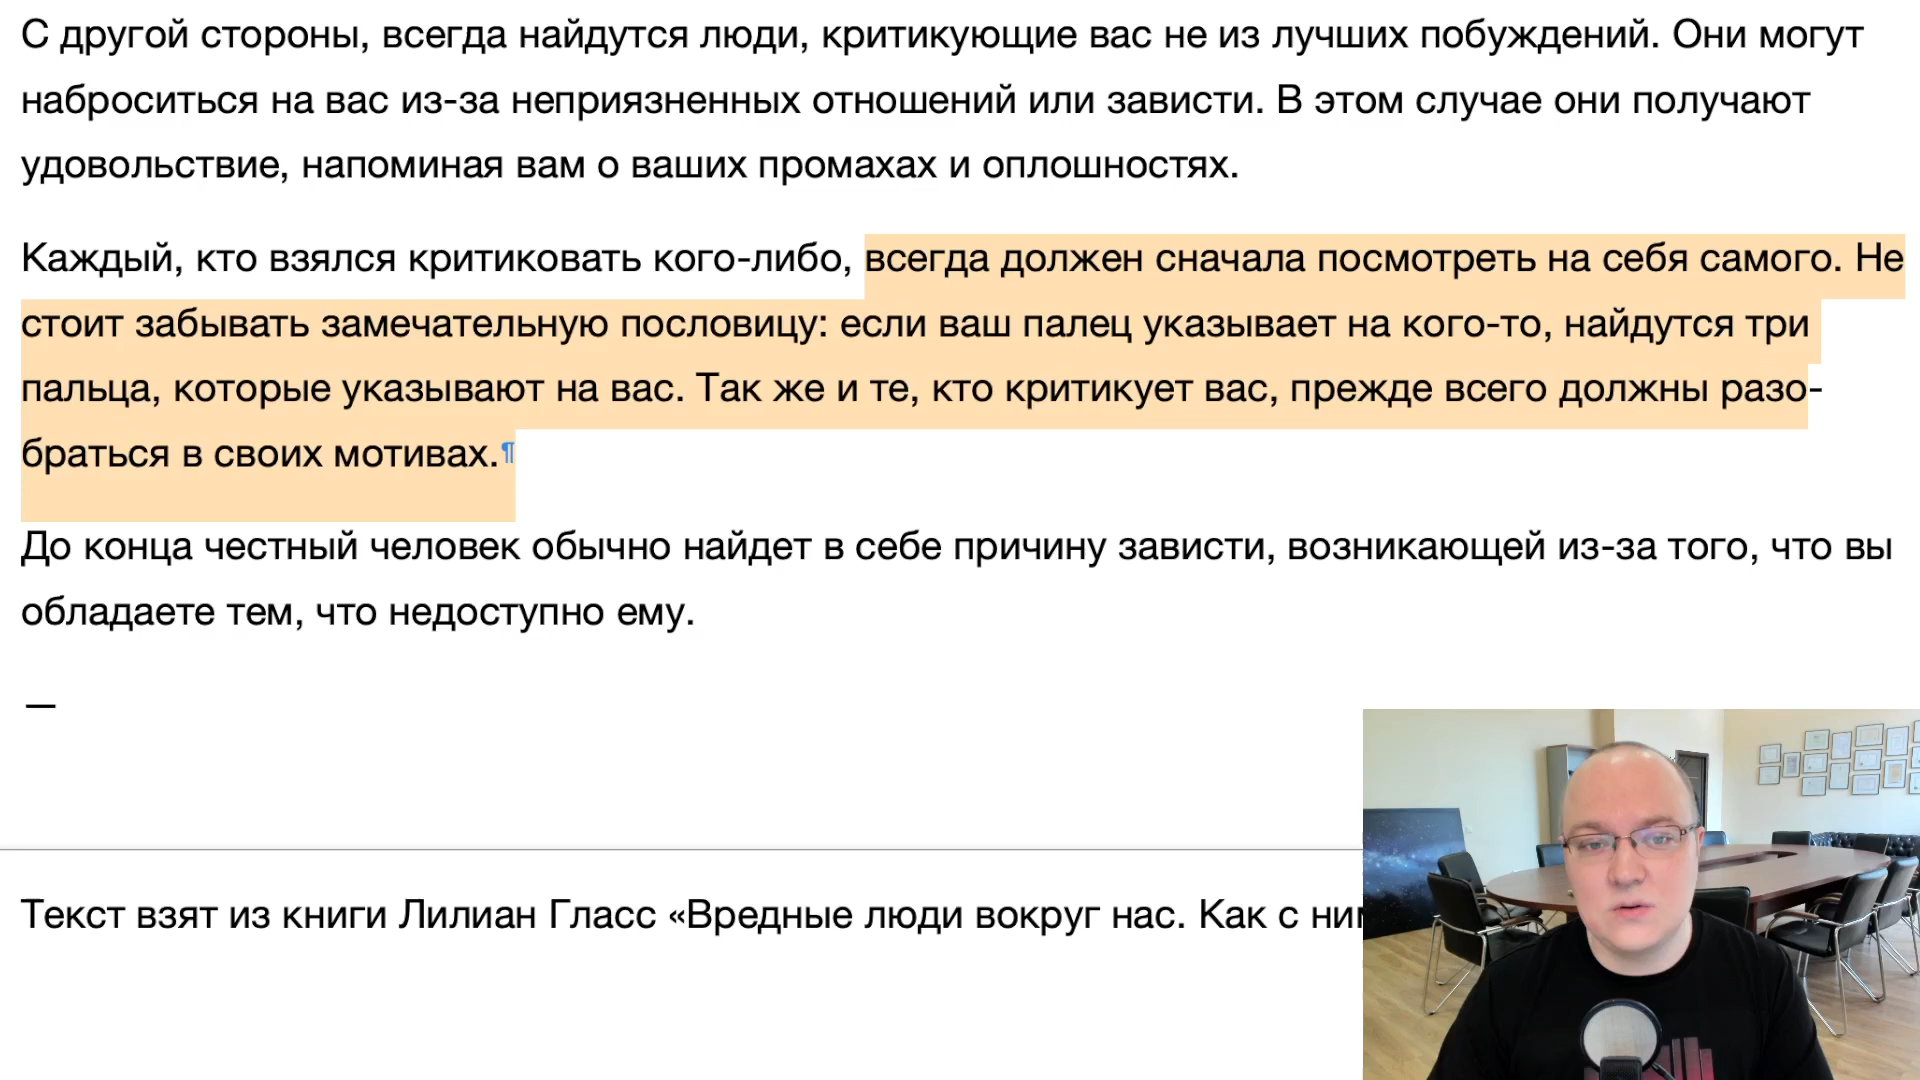 С другой стороны, всегда найдутся люди, критикующие вас не из лучших побуждений. Они могут
наброситься на вас из-за неприязненных отношений или зависти. В этом случае они получают
удовольствие, напоминая вам о ваших промахах и оплошностях.
Каждый, кто взялся критиковать кого-либо, всегда должен сначала посмотреть на себя самого. Не
стоит забывать замечательную пословицу: если ваш палец указывает на кого-то, найдутся три
пальца, которые указывают на вас. Так же и те, кто критикует вас, прежде всего должны разо-
браться в своих мотивах.¶
До конца честный человек обычно найдет в себе причину зависти, возникающей из-за того, что вы
обладаете тем, что недоступно ему.
—
Текст взят из книги Лилиан Гласс «Вредные люди вокруг нас. Как с